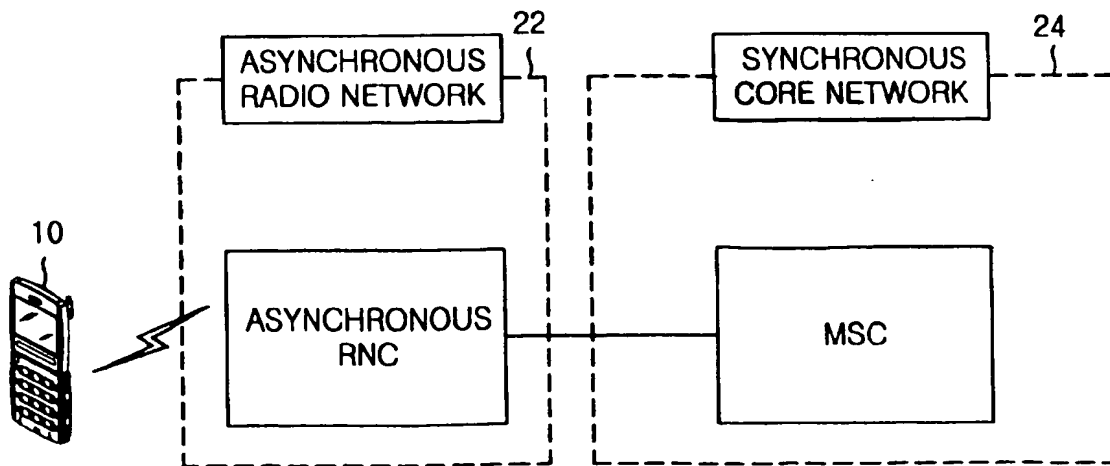 22
24
ASYNCHRONOUS
RADIO NETWORK
SYNCHRONOUS
CORE NETWORK
10
ASYNCHRONOUS
RNC
MSC